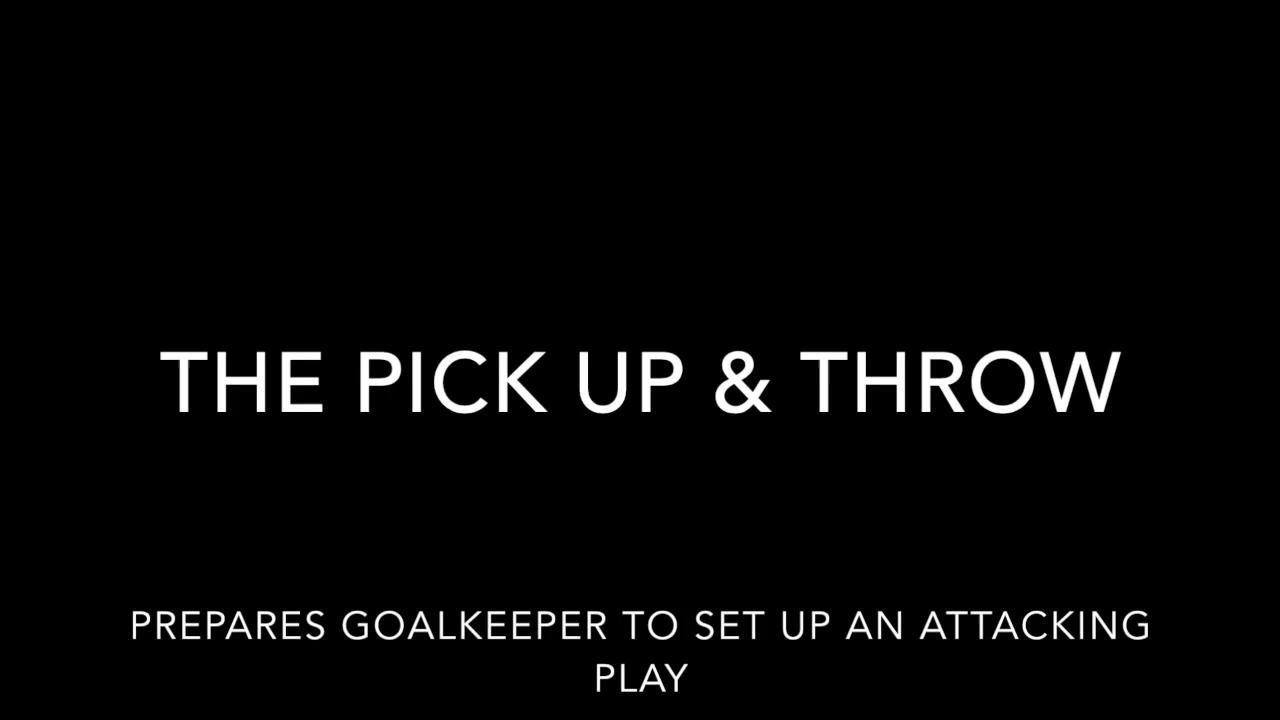 THE PICK UP & THROW
PREPARES GOALKEEPER TO SET UP AN ATTACKING
PLAY